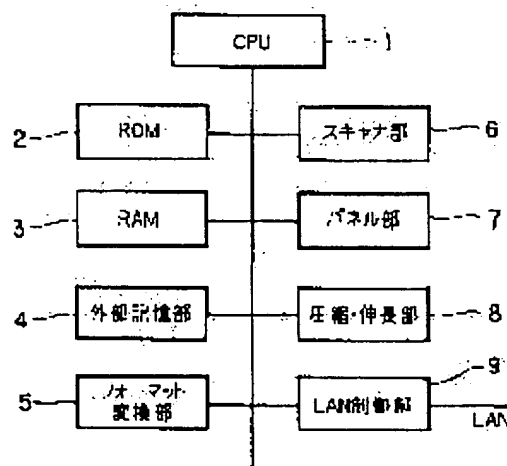 CPU
1
2
ROM
スキャナ部
6
3
RAM
パネル部
7
4
外部記憶部
圧縮・伸長部
8
5
フォーマット
変換部
LAN制御部
9
LAN